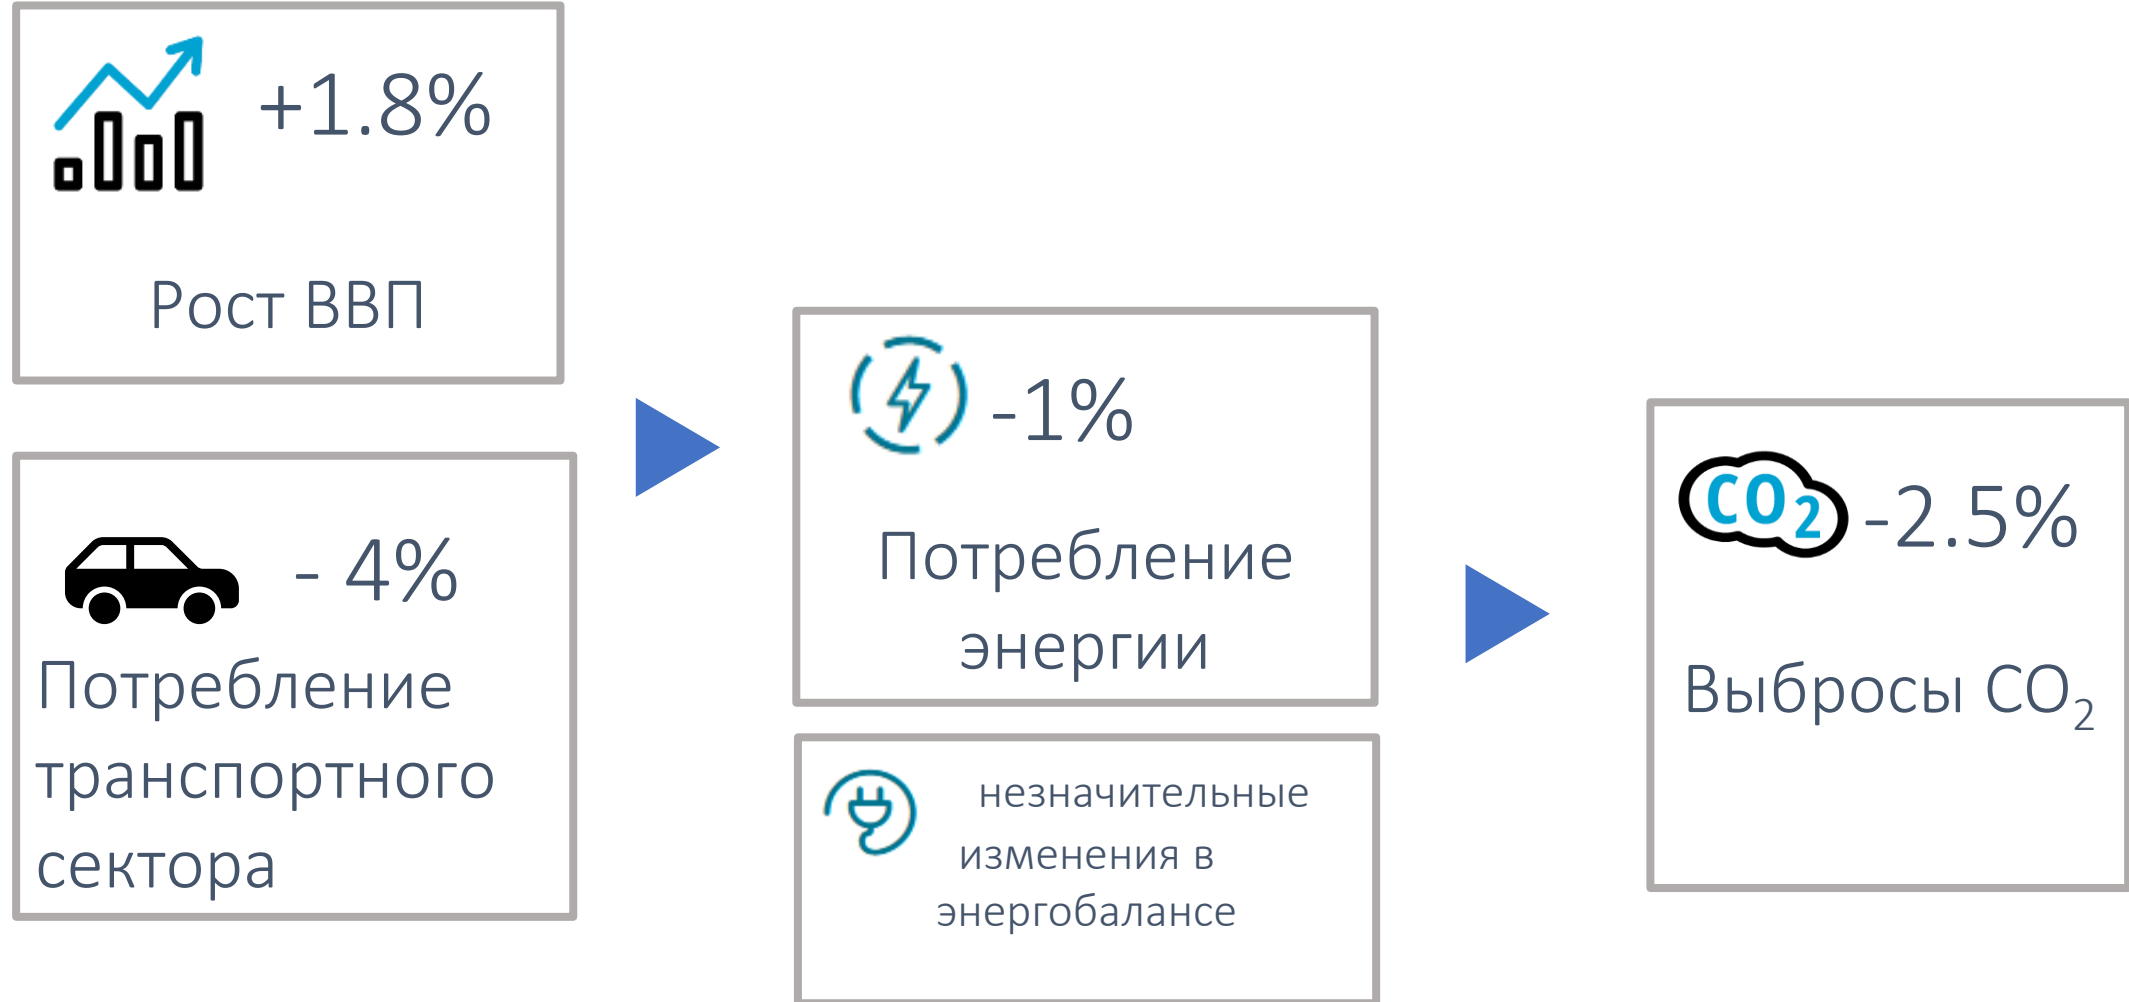 +1.8%
Рост ВВП
- 4%
Потребление
транспортного
сектора
-1%
Потребление
энергии
незначительные
изменения в
энергобалансе
CO2
-2.5%
Выбросы CO2